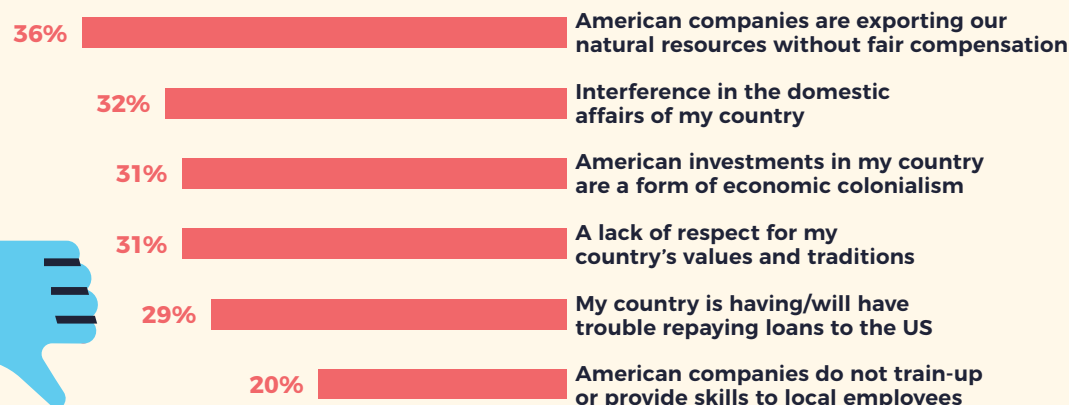 36%
American companies are exporting our
natural resources without fair compensation
32%
Interference in the domestic
affairs of my country
31%
American investments in my country
are a form of economic colonialism
31%
A lack of respect for my
country’s values and traditions
29%
My country is having/will have
trouble repaying loans to the US
20%
American companies do not train-up
or provide skills to local employees